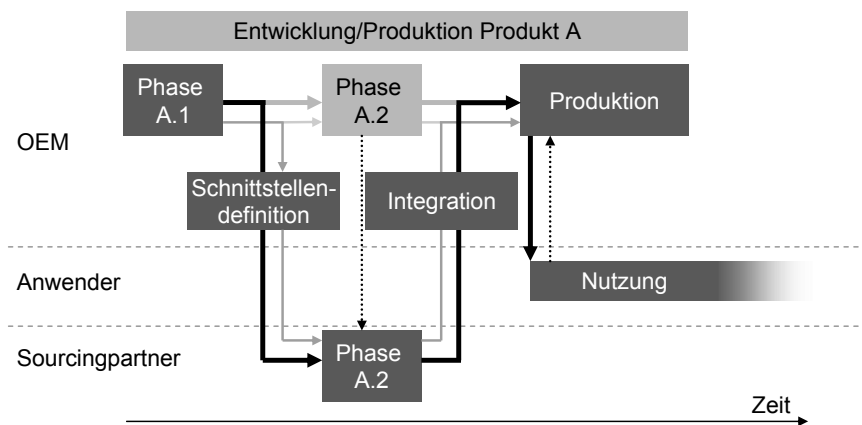 Entwicklung/Produktion Produkt A
Phase
A.1
Phase
A.2
Produktion
OEM
Schnittstellen-
definition
Integration
Anwender
Nutzung
Sourcingpartner
Phase
A.2
Zeit